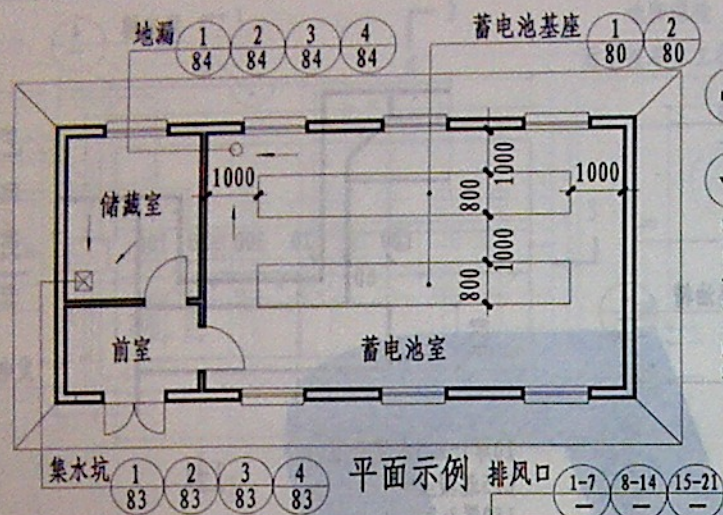 地漏 1/84 2/84 3/84 4/84
蓄电池基座 1/80 2/80
储藏室
1000
1000
1000
800
1000
800
前室
蓄电池室
集水坑 1/83 2/83 3/83 4/83
平面示例
排风口 1-7/— 8-14/— 15-21/—